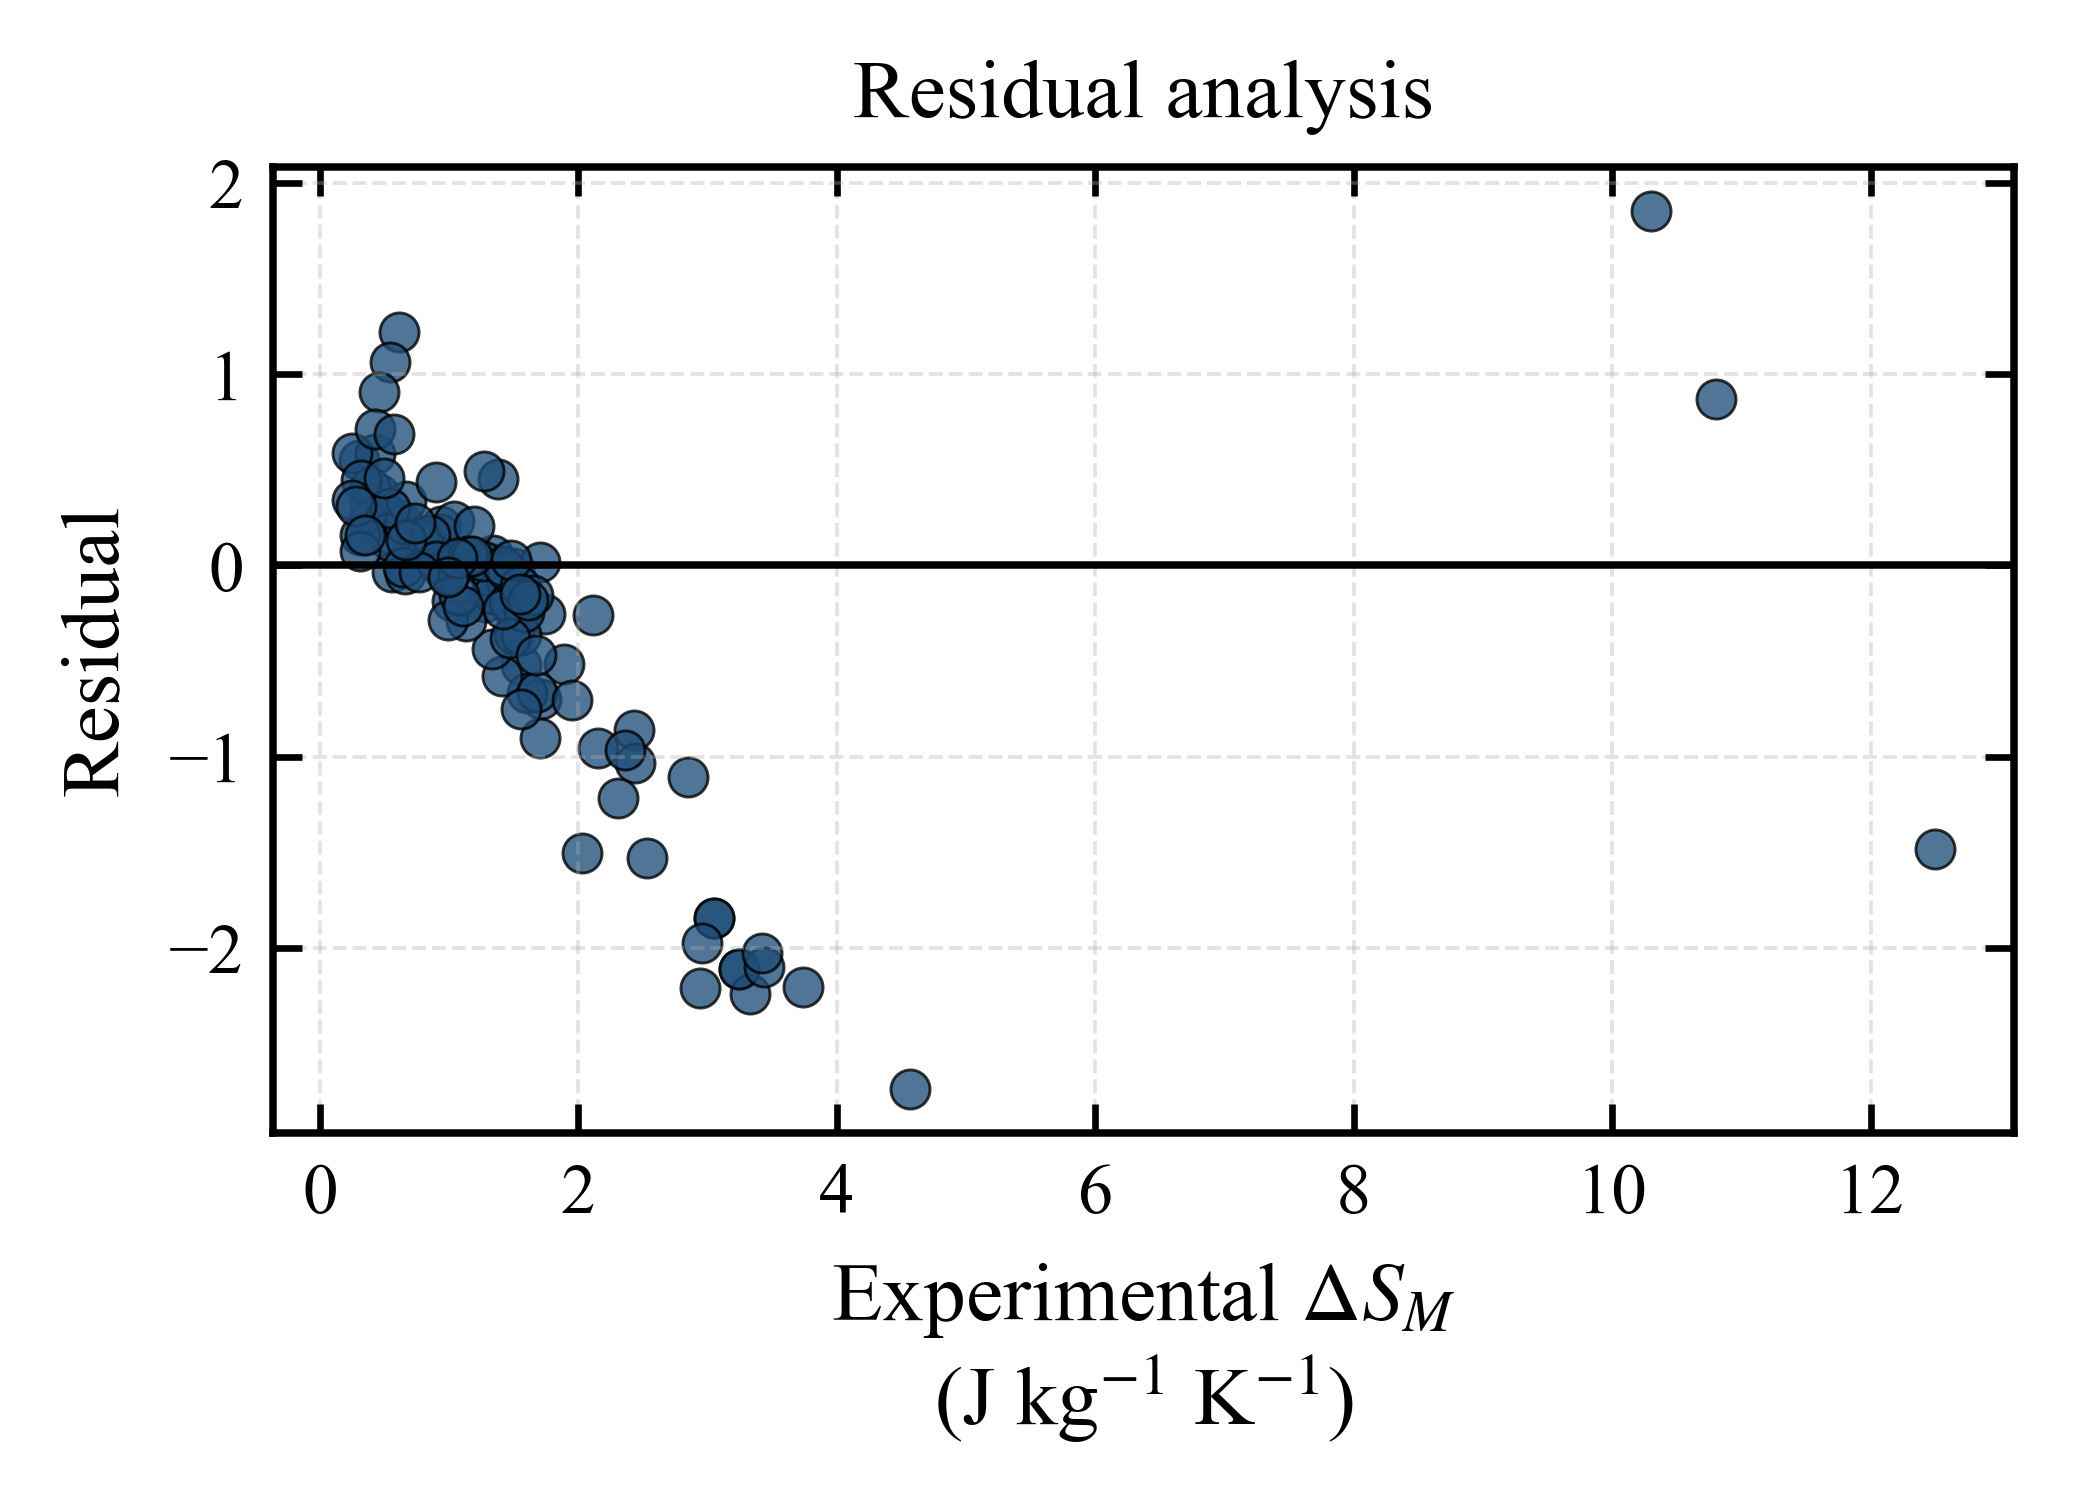 Residual analysis
2
1
0
−1
−2
Residual
0 2 4 6 8 10 12
Experimental ΔS_M
(J kg⁻¹ K⁻¹)